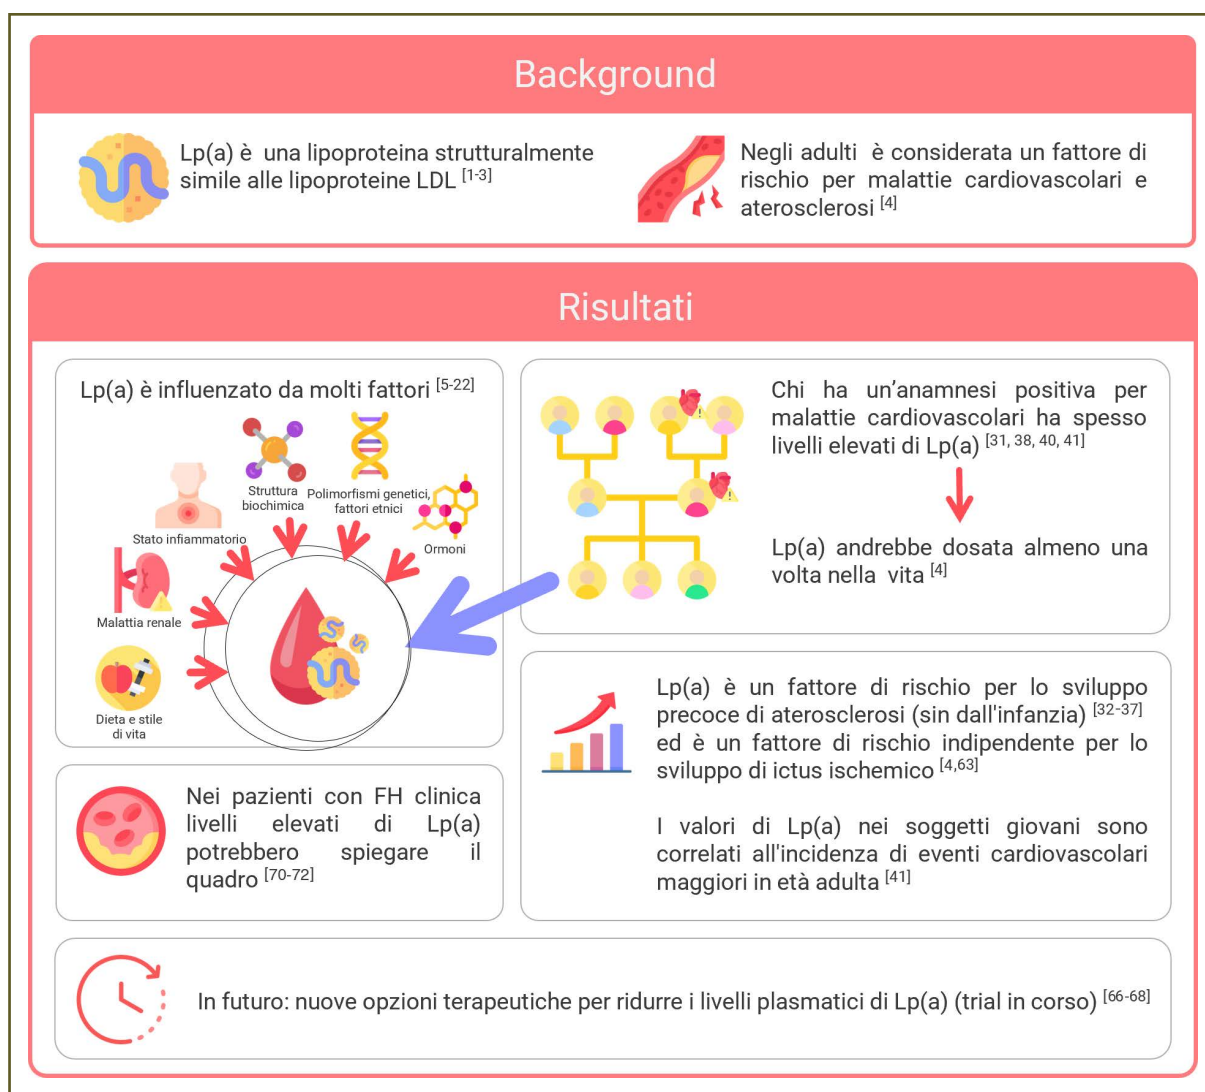 Background
Lp(a) è una lipoproteina strutturalmente
simile alle lipoproteine LDL [1-3]
Negli adulti è considerata un fattore di
rischio per malattie cardiovascolari e
aterosclerosi [4]
Risultati
Lp(a) è influenzato da molti fattori [5-22]
Struttura
biochimica
Polimorfismi genetici,
fattori etnici
Stato infiammatorio
Ormoni
Malattia renale
Dieta e stile
di vita
Chi ha un'anamnesi positiva per
malattie cardiovascolari ha spesso
livelli elevati di Lp(a) [31, 38, 40, 41]
Lp(a) andrebbe dosata almeno una
volta nella vita [4]
Lp(a) è un fattore di rischio per lo sviluppo
precoce di aterosclerosi (sin dall'infanzia) [32-37]
ed è un fattore di rischio indipendente per lo
sviluppo di ictus ischemico [4,63]
I valori di Lp(a) nei soggetti giovani sono
correlati all'incidenza di eventi cardiovascolari
maggiori in età adulta [41]
Nei pazienti con FH clinica
livelli elevati di Lp(a)
potrebbero spiegare il
quadro [70-72]
In futuro: nuove opzioni terapeutiche per ridurre i livelli plasmatici di Lp(a) (trial in corso) [66-68]